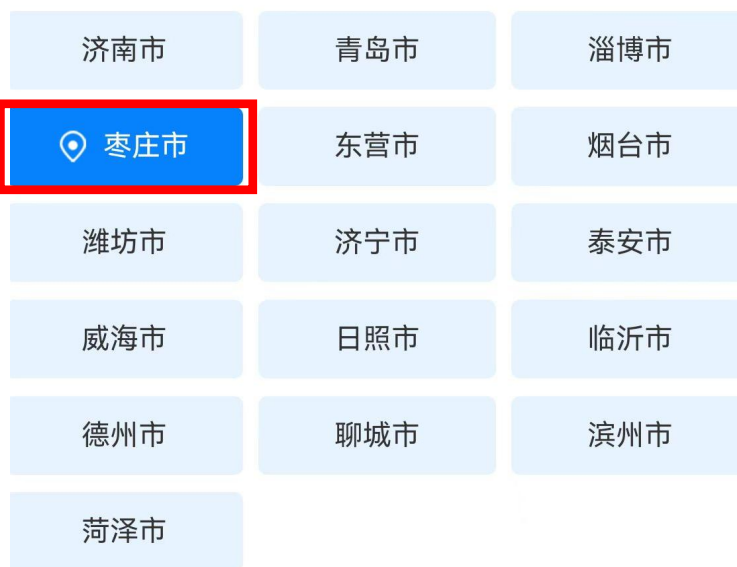 济南市 青岛市 淄博市
枣庄市 东营市 烟台市
潍坊市 济宁市 泰安市
威海市 日照市 临沂市
德州市 聊城市 滨州市
菏泽市